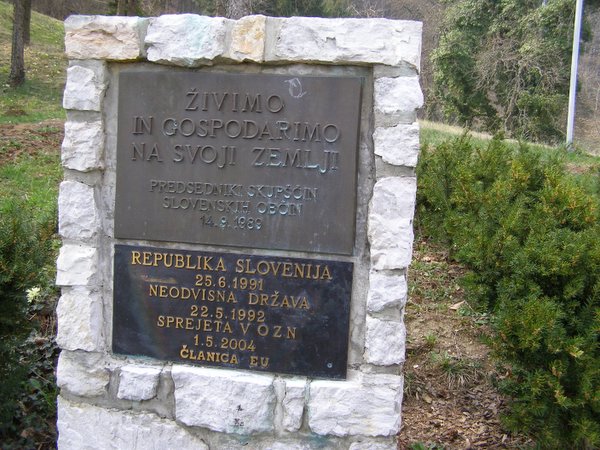 ŽIVIMO
IN GOSPODARIMO
NA SVOJI ZEMLJI
PREDSEDNIKI SKUPŠČIN
SLOVENSKIH OBČIN
14.9.1983
REPUBLIKA SLOVENIJA
25.6.1991
NEODVISNA DRŽAVA
22.5.1992
SPREJETA V OZN
1.5.2004
ČLANICA EU